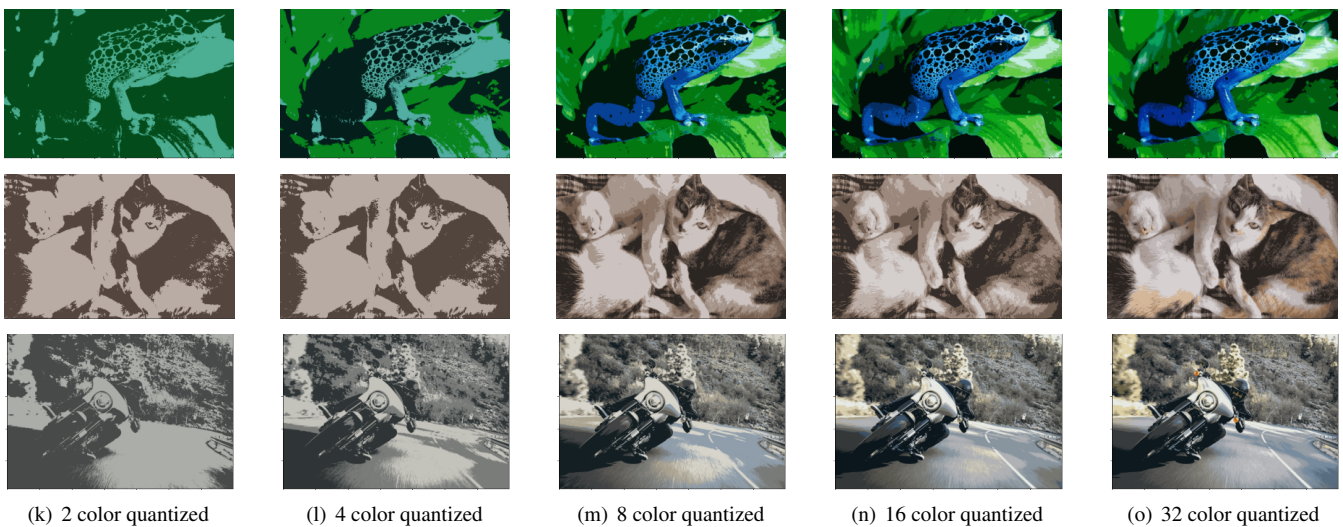 (k) 2 color quantized
(l) 4 color quantized
(m) 8 color quantized
(n) 16 color quantized
(o) 32 color quantized